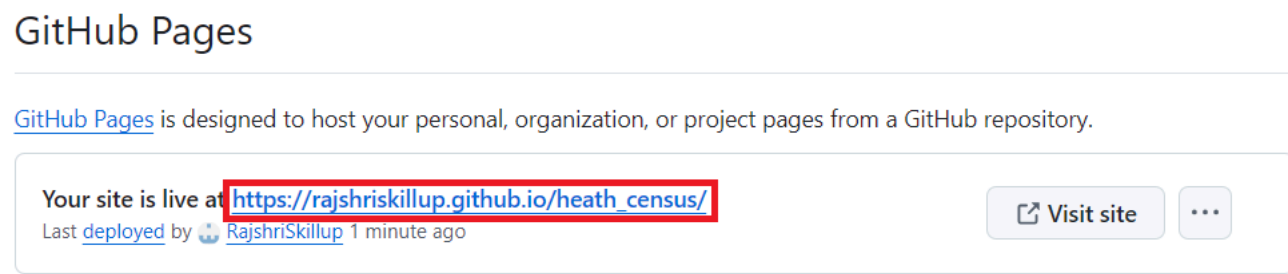 GitHub Pages
GitHub Pages is designed to host your personal, organization, or project pages from a GitHub repository.
Your site is live at https://rajshriskillup.github.io/heath_census/
Visit site
Last deployed by RajshriSkillup 1 minute ago